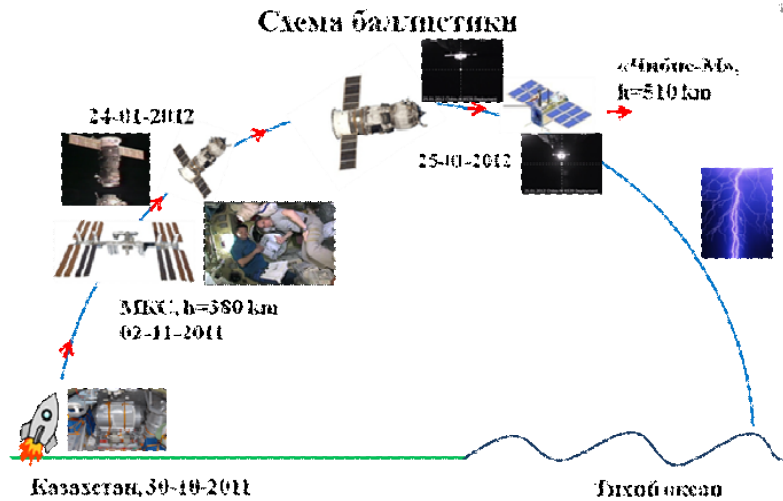 Схема баллистики
«Чибис-М»,
h=510 km
24-01-2012
25-01-2012
МКС, h=380 km
02-11-2011
Казахстан, 30-10-2011
Тихой океан